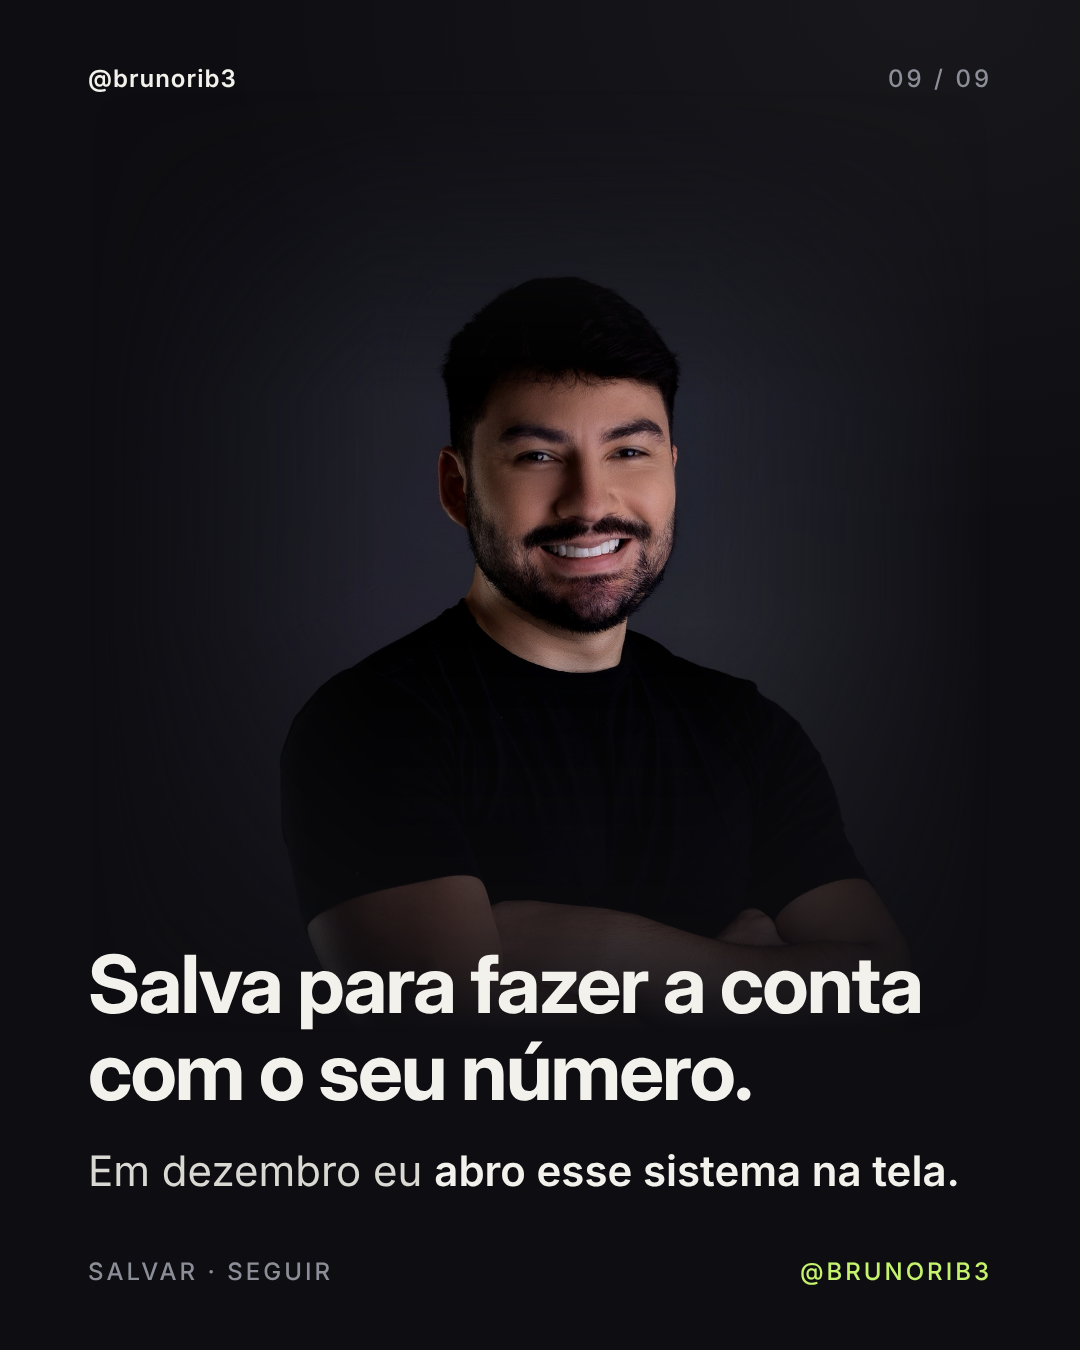 @brunorib3
09 / 09
Salva para fazer a conta
com o seu número.
Em dezembro eu abro esse sistema na tela.
SALVAR · SEGUIR
@BRUNORIB3